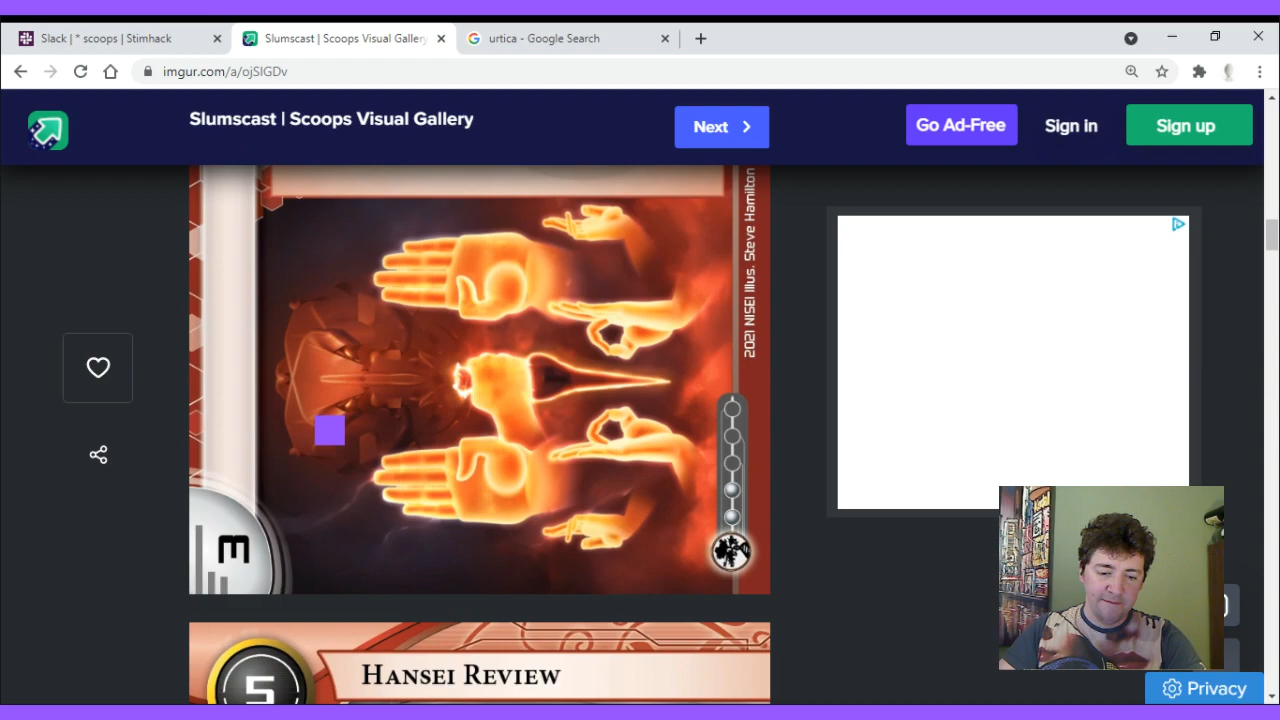 Slack | * scoops | Stimhack
Slumscast | Scoops Visual Gallery
urtica - Google Search
imgur.com/a/ojSIGDv
Slumscast | Scoops Visual Gallery
Next
Go Ad-Free
Sign in
Sign up
2021 NISEI Illus. Steve Hamilton
3
5
Hansei Review
Privacy